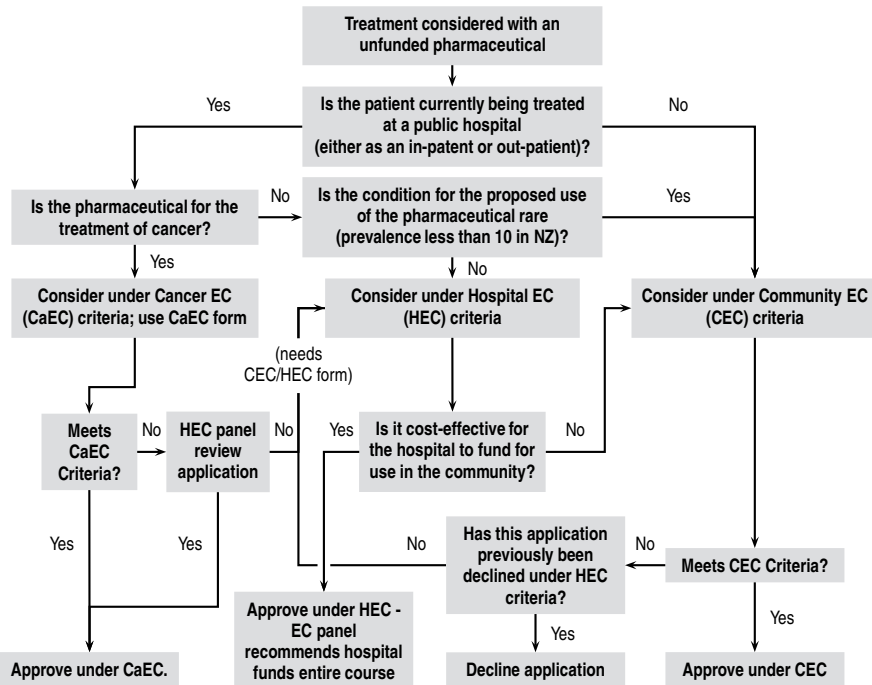 Treatment considered with an
unfunded pharmaceutical
Yes
Is the patient currently being treated
at a public hospital
(either as an in-patent or out-patient)?
No
Is the pharmaceutical for the
treatment of cancer?
No
Is the condition for the proposed use
of the pharmaceutical rare
(prevalence less than 10 in NZ)?
Yes
Yes
No
Consider under Cancer EC
(CaEC) criteria; use CaEC form
Consider under Hospital EC
(HEC) criteria
Consider under Community EC
(CEC) criteria
(needs
CEC/HEC form)
Meets
CaEC
Criteria?
No
HEC panel
review
application
No
Yes
Is it cost-effective for
the hospital to fund for
use in the community?
No
Yes
Yes
No
Has this application
previously been
declined under HEC
criteria?
No
Meets CEC Criteria?
Approve under HEC -
EC panel
recommends hospital
funds entire course
Yes
Yes
Approve under CaEC.
Decline application
Approve under CEC